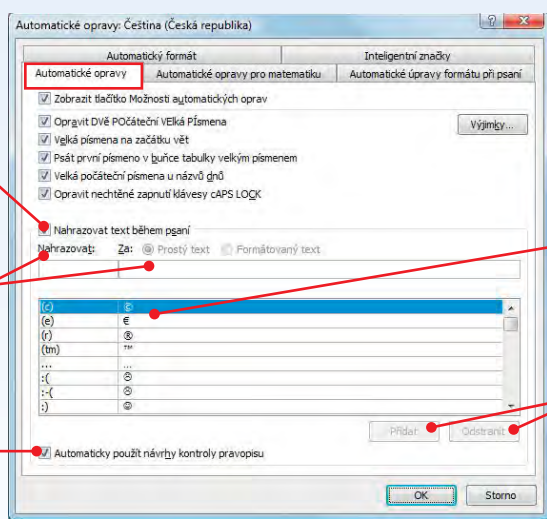 Automatické opravy: Čeština (Česká republika)
Automatický formát Inteligentní značky
Automatické opravy Automatické opravy pro matematiku Automatické úpravy formátu při psaní
Zobrazit tlačítko Možnosti automatických oprav
Opravit DVě POčáteční VElká PÍsmena Výjimky...
Velká písmena na začátku vět
Psát první písmeno v buňce tabulky velkým písmenem
Velká počáteční písmena u názvů dnů
Opravit nechtěné zapnutí klávesy cAPS LOCK
Nahrazovat text během psaní
Nahrazovat: Za: Prostý text Formátovaný text
(c) ©
(e) €
(r) ®
(tm) ™
... ...
:( ☹
:-( ☹
:) ☺
Přidat Odstranit
Automaticky použít návrhy kontroly pravopisu
OK Storno